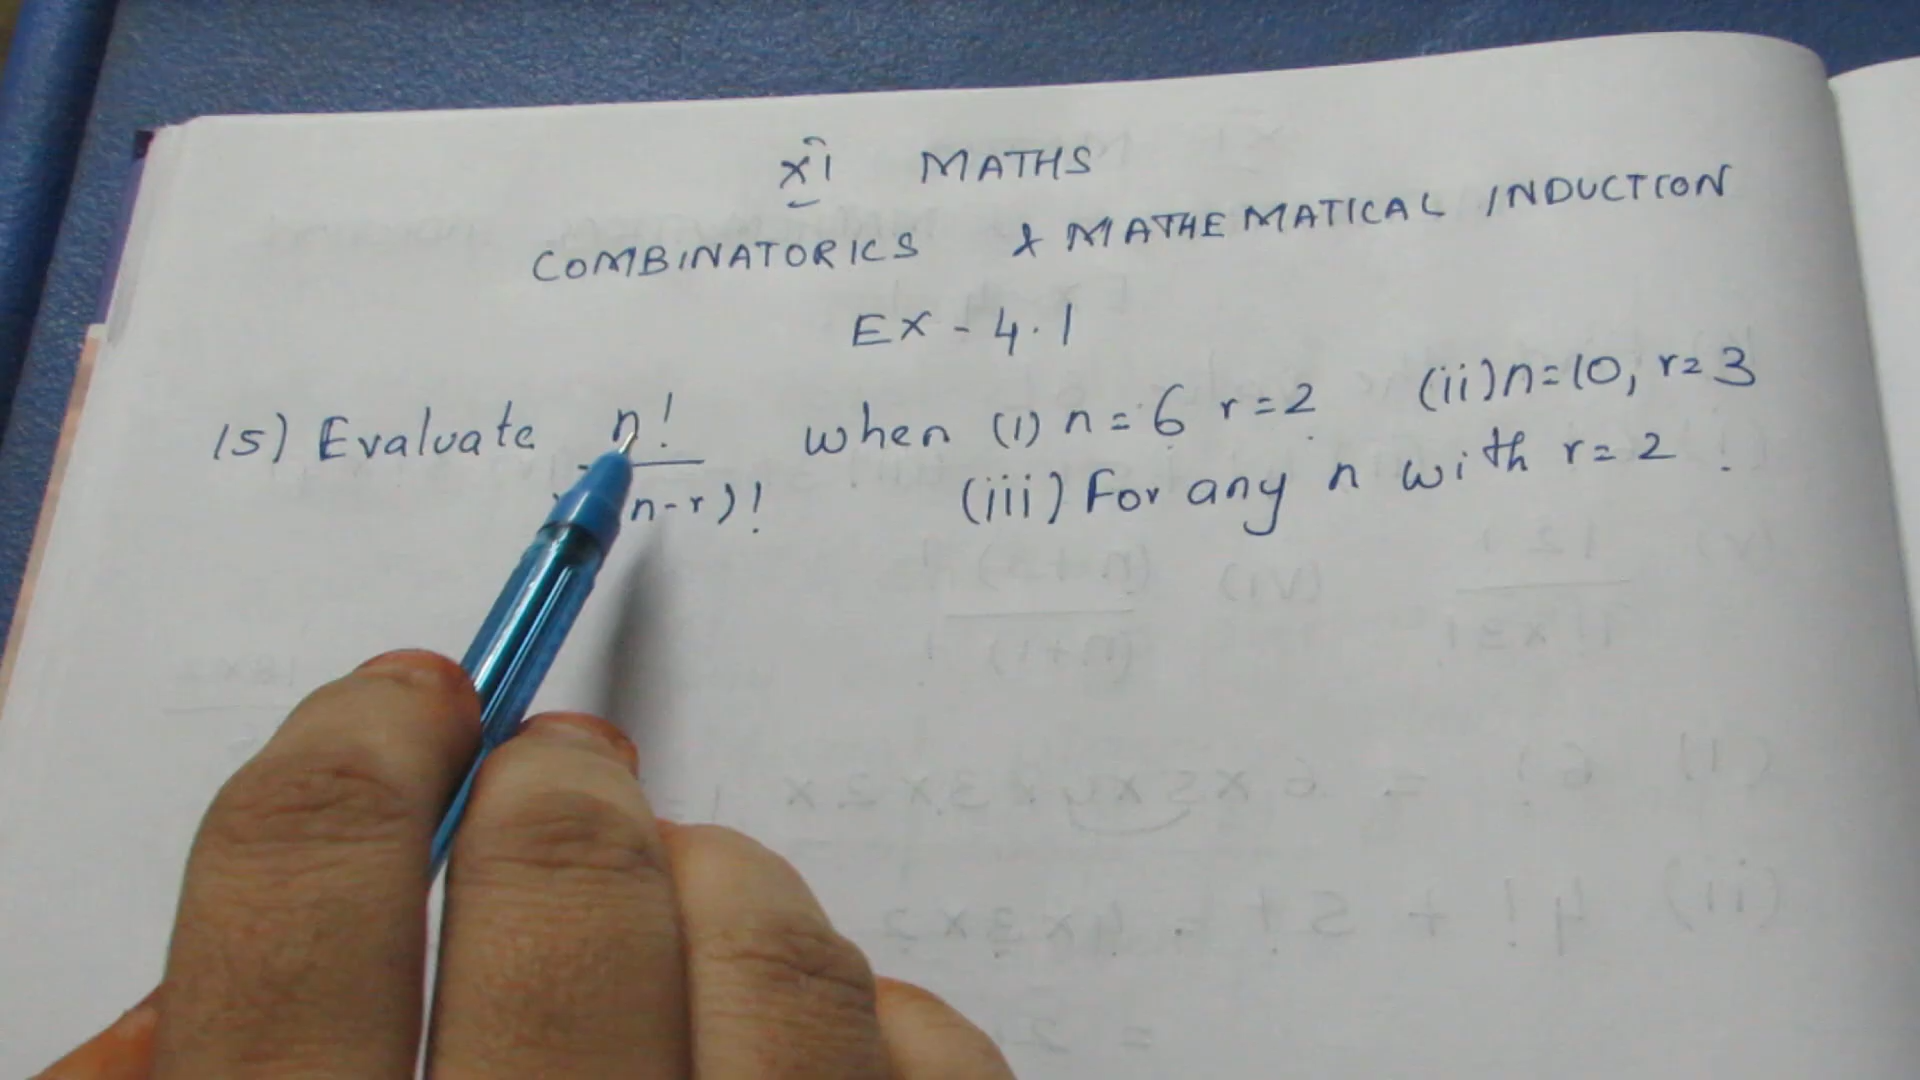 XI MATHS
COMBINATORICS & MATHEMATICAL INDUCTION
EX - 4.1
15) Evaluate n! when (i) n = 6 r = 2 (ii) n = 10, r = 3
(n-r)! (iii) For any n with r = 2.